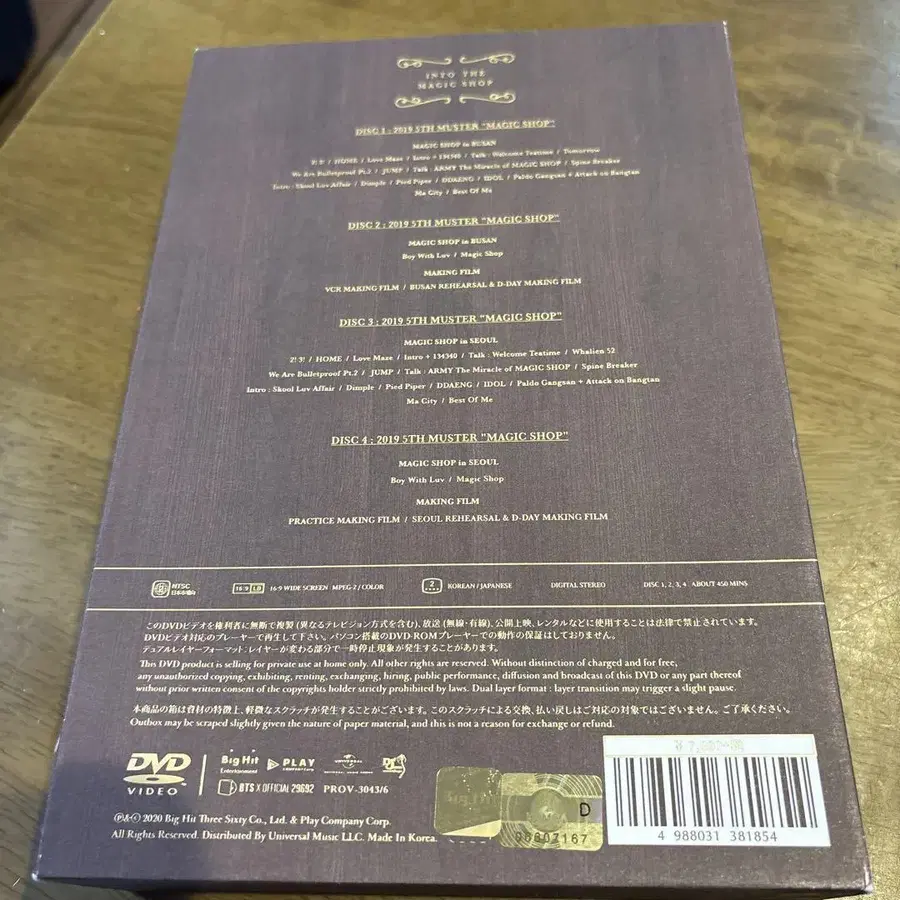 INTO THE
MAGIC SHOP
DISC 1 : 2019 5TH MUSTER "MAGIC SHOP"
MAGIC SHOP in BUSAN
2! 3! / HOME / Love Maze / Intro + 134340 / Talk : Welcome Teatime / Tomorrow
We Are Bulletproof Pt.2 / JUMP / Talk : ARMY The Miracle of MAGIC SHOP / Spine Breaker
Intro : Skool Luv Affair / Dimple / Pied Piper / DDAENG / IDOL / Paldo Gangsan + Attack on Bangtan
Ma City / Best Of Me
DISC 2 : 2019 5TH MUSTER "MAGIC SHOP"
MAGIC SHOP in BUSAN
Boy With Luv / Magic Shop
MAKING FILM
VCR MAKING FILM / BUSAN REHEARSAL & D-DAY MAKING FILM
DISC 3 : 2019 5TH MUSTER "MAGIC SHOP"
MAGIC SHOP in SEOUL
2! 3! / HOME / Love Maze / Intro + 134340 / Talk : Welcome Teatime / Whalien 52
We Are Bulletproof Pt.2 / JUMP / Talk : ARMY The Miracle of MAGIC SHOP / Spine Breaker
Intro : Skool Luv Affair / Dimple / Pied Piper / DDAENG / IDOL / Paldo Gangsan + Attack on Bangtan
Ma City / Best Of Me
DISC 4 : 2019 5TH MUSTER "MAGIC SHOP"
MAGIC SHOP in SEOUL
Boy With Luv / Magic Shop
MAKING FILM
PRACTICE MAKING FILM / SEOUL REHEARSAL & D-DAY MAKING FILM
NTSC 日本市場向 16:9 LB 16:9 WIDE SCREEN · MPEG-2 / COLOR 2 KOREAN / JAPANESE DIGITAL STEREO DISC 1, 2, 3, 4 : ABOUT 450 MINS
このDVDビデオを権利者に無断で複製(異なるテレビジョン方式を含む)、放送(無線・有線)、公開上映、レンタルなどに使用することは法律で禁止されています。
DVDビデオ対応のプレーヤーで再生して下さい。パソコン搭載のDVD-ROMプレーヤーでの動作の保証はしておりません。
デュアルレイヤーフォーマット:レイヤーが変わる部分で一時停止現象が発生することがあります。
This DVD product is selling for private use at home only. All other rights are reserved. Without distinction of charged and for free,
any unauthorized copying, exhibiting, renting, exchanging, hiring, public performance, diffusion and broadcast of this DVD or any part thereof
without prior written consent of the copyrights holder strictly prohibited by laws. Dual layer format : layer transition may trigger a slight pause.
本商品の箱は資材の特徴上、軽微なスクラッチが発生することがございます。このスクラッチによる交換、払い戻しはご対応の対象ではございません。ご了承ください。
Outbox may be scraped slightly given the nature of paper material, and this is not a reason for exchange or refund.
DVD VIDEO
Big Hit Entertainment PLAY COMPANY UNIVERSAL UNIVERSAL MUSIC JAPAN Def Jam
BTS X OFFICIAL 29692 PROV-3043/6
Ⓟ&Ⓒ 2020 Big Hit Three Sixty Co., Ltd. & Play Company Corp.
All Rights Reserved. Distributed By Universal Music LLC. Made In Korea.
Big Hit
D
4 988031 381854